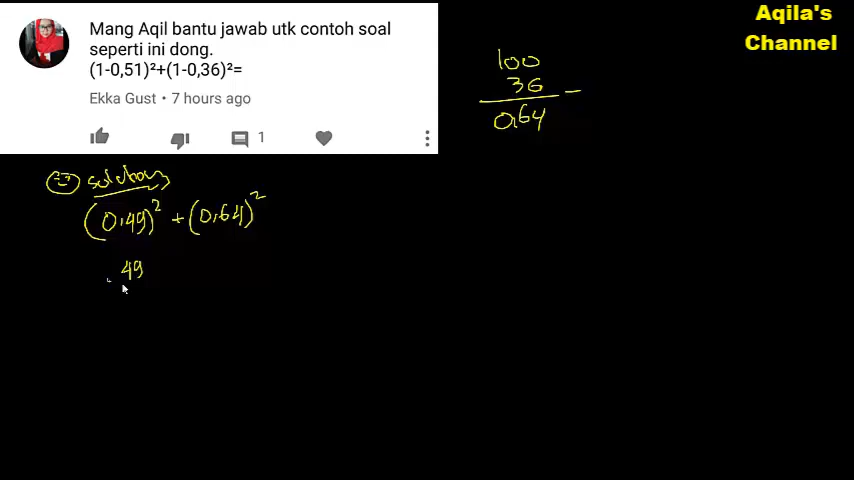 Aqila's
Channel
Mang Aqil bantu jawab utk contoh soal
seperti ini dong.
(1-0,51)²+(1-0,36)²=
Ekka Gust • 7 hours ago
1
100
36
0,64
solution
(0,49)² + (0,64)²
49